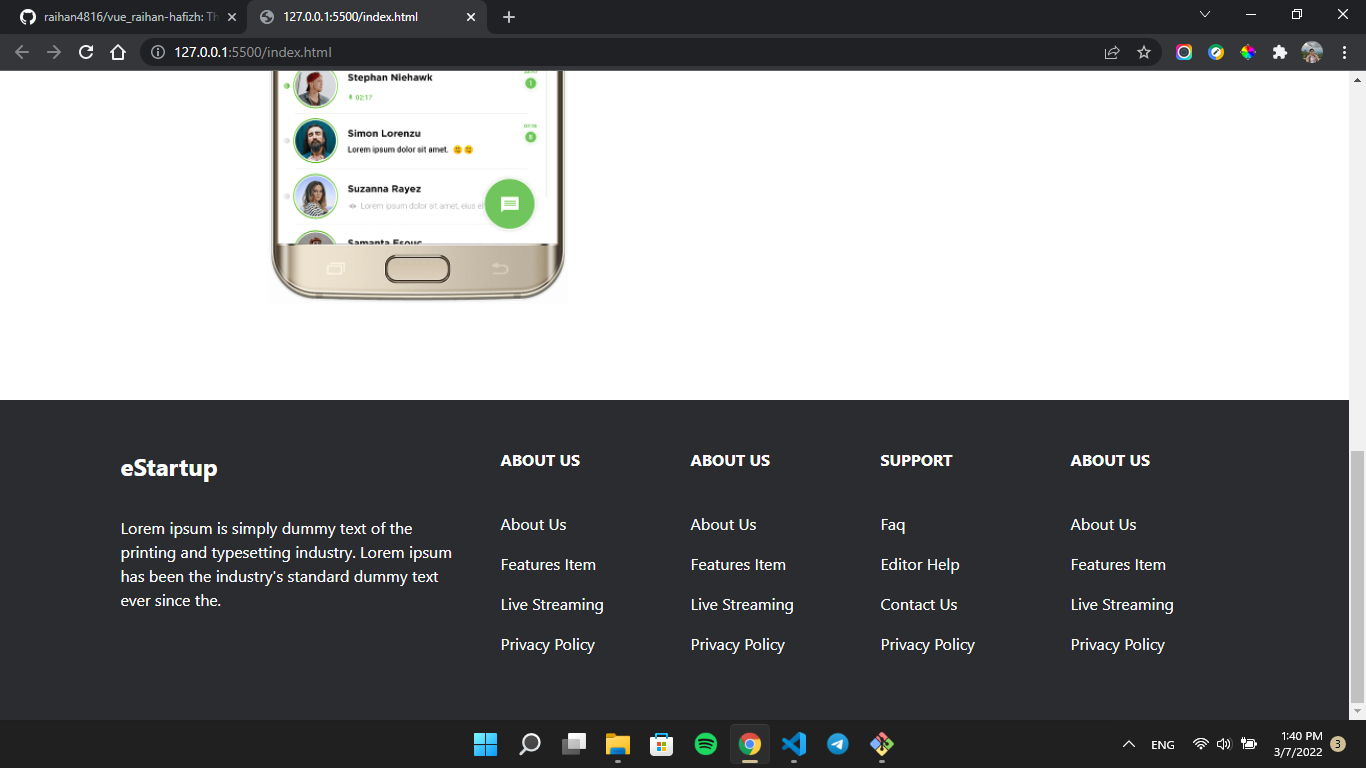 raihan4816/vue_raihan-hafizh: Th
127.0.0.1:5500/index.html
127.0.0.1:5500/index.html
Stephan Niehawk
1
02:17
Simon Lorenzu
8
Lorem ipsum dolor sit amet.
Suzanna Rayez
Lorem ipsum dolor sit amet, eius el
Samanta Esouc
eStartup
Lorem ipsum is simply dummy text of the
printing and typesetting industry. Lorem ipsum
has been the industry's standard dummy text
ever since the.
ABOUT US
About Us
Features Item
Live Streaming
Privacy Policy
ABOUT US
About Us
Features Item
Live Streaming
Privacy Policy
SUPPORT
Faq
Editor Help
Contact Us
Privacy Policy
ABOUT US
About Us
Features Item
Live Streaming
Privacy Policy
ENG
1:40 PM
3/7/2022
3